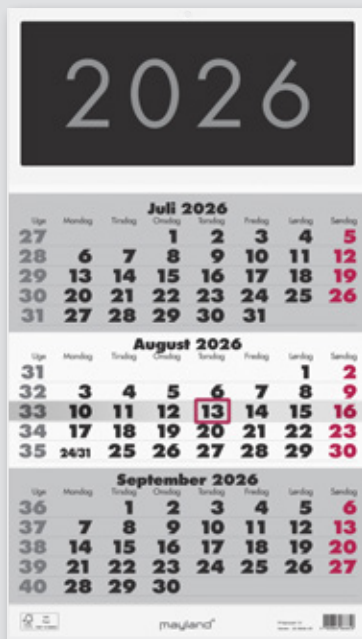 2026
Juli 2026
Uge Mandag Tirsdag Onsdag Torsdag Fredag Lørdag Søndag
27 1 2 3 4 5
28 6 7 8 9 10 11 12
29 13 14 15 16 17 18 19
30 20 21 22 23 24 25 26
31 27 28 29 30 31
August 2026
Uge Mandag Tirsdag Onsdag Torsdag Fredag Lørdag Søndag
31 1 2
32 3 4 5 6 7 8 9
33 10 11 12 13 14 15 16
34 17 18 19 20 21 22 23
35 24/31 25 26 27 28 29 30
September 2026
Uge Mandag Tirsdag Onsdag Torsdag Fredag Lørdag Søndag
36 1 2 3 4 5 6
37 7 8 9 10 11 12 13
38 14 15 16 17 18 19 20
39 21 22 23 24 25 26 27
40 28 29 30
mayland